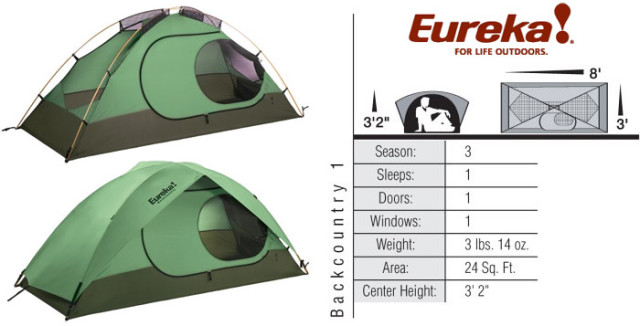 Eureka!
Eureka!®
FOR LIFE OUTDOORS.
8'
3'2"
3'
Backcountry 1
Season: 3
Sleeps: 1
Doors: 1
Windows: 1
Weight: 3 lbs. 14 oz.
Area: 24 Sq. Ft.
Center Height: 3' 2"